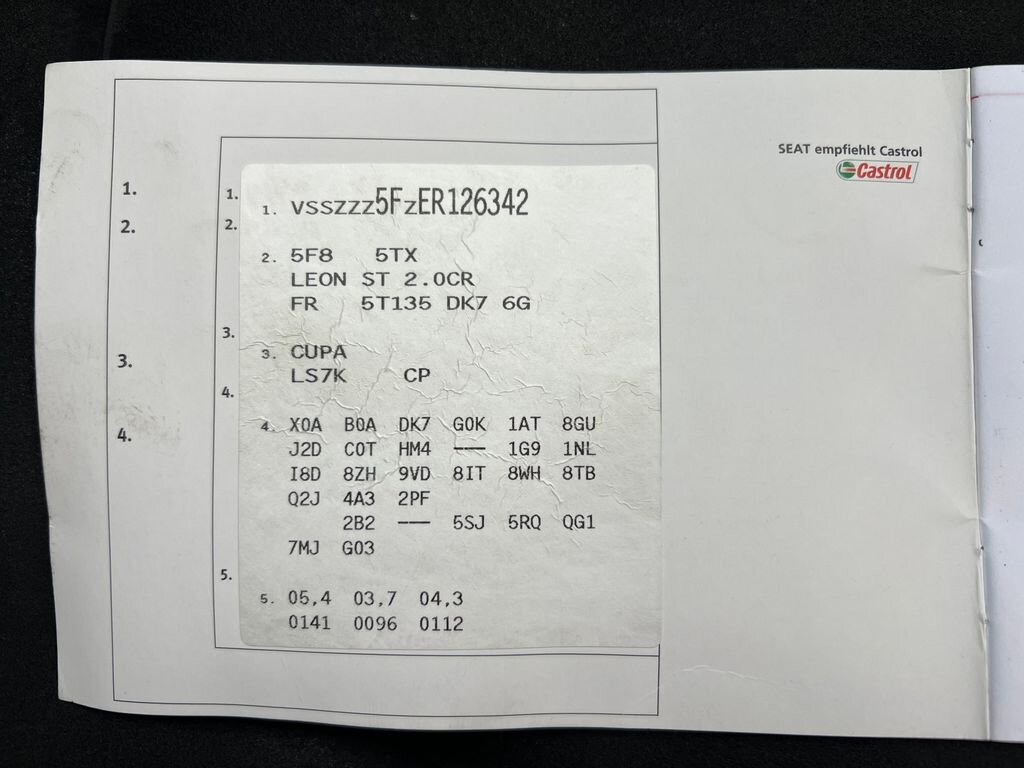 SEAT empfiehlt Castrol
Castrol
1.
2.
3.
4.
1.
2.
3.
4.
5.
1. VSSZZZ5FZER126342
2. 5F8 5TX
LEON ST 2.0CR
FR 5T135 DK7 6G
3. CUPA
LS7K CP
4. X0A B0A DK7 G0K 1AT 8GU
J2D C0T HM4 --- 1G9 1NL
I8D 8ZH 9VD 8IT 8WH 8TB
Q2J 4A3 2PF
2B2 --- 5SJ 5RQ QG1
7MJ G03
5. 05,4 03,7 04,3
0141 0096 0112